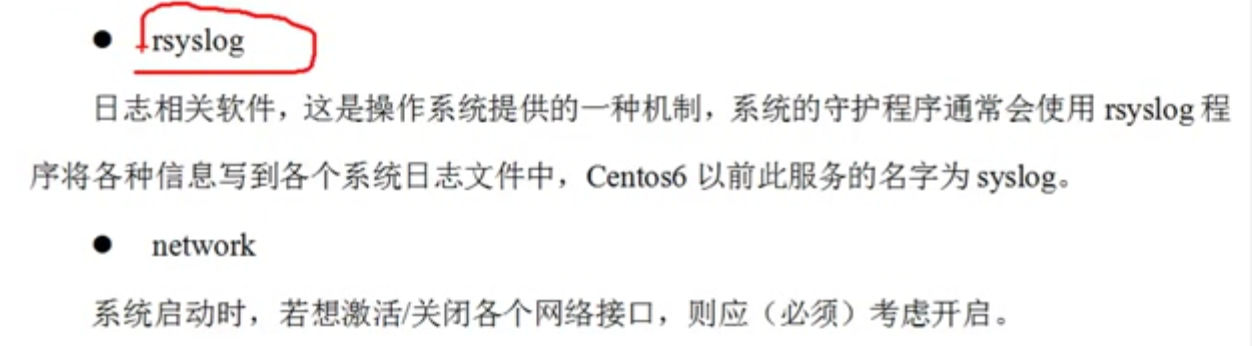 ● rsyslog
日志相关软件，这是操作系统提供的一种机制，系统的守护程序通常会使用 rsyslog 程
序将各种信息写到各个系统日志文件中，Centos6 以前此服务的名字为 syslog。
● network
系统启动时，若想激活/关闭各个网络接口，则应（必须）考虑开启。